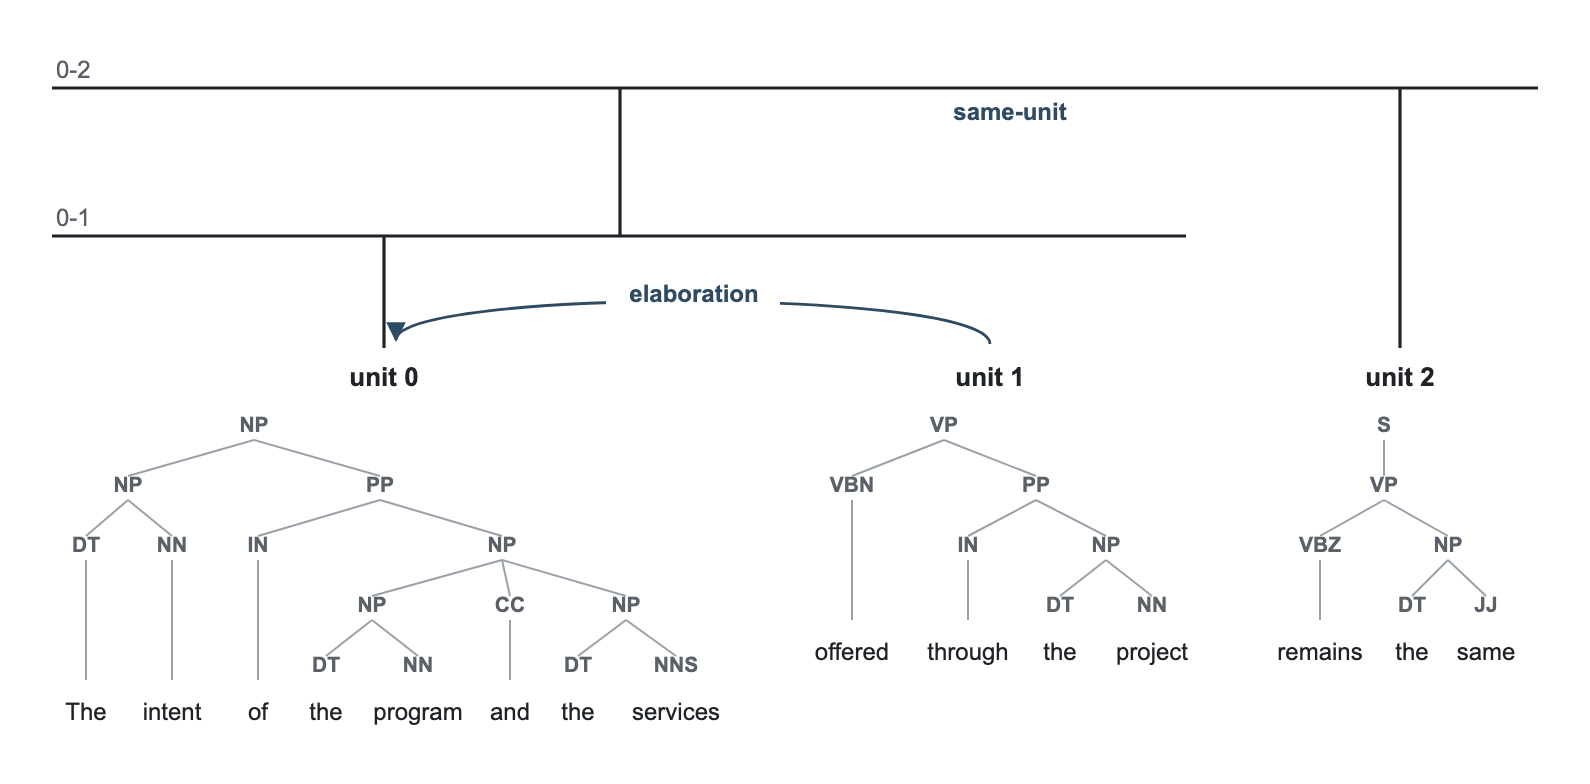 0-2
same-unit
0-1
elaboration
unit 0 unit 1 unit 2
NP VP S
NP PP VBN PP VP
DT NN IN NP IN NP VBZ NP
NP CC NP DT NN DT JJ
offered through the project remains the same
DT NN DT NNS
The intent of the program and the services